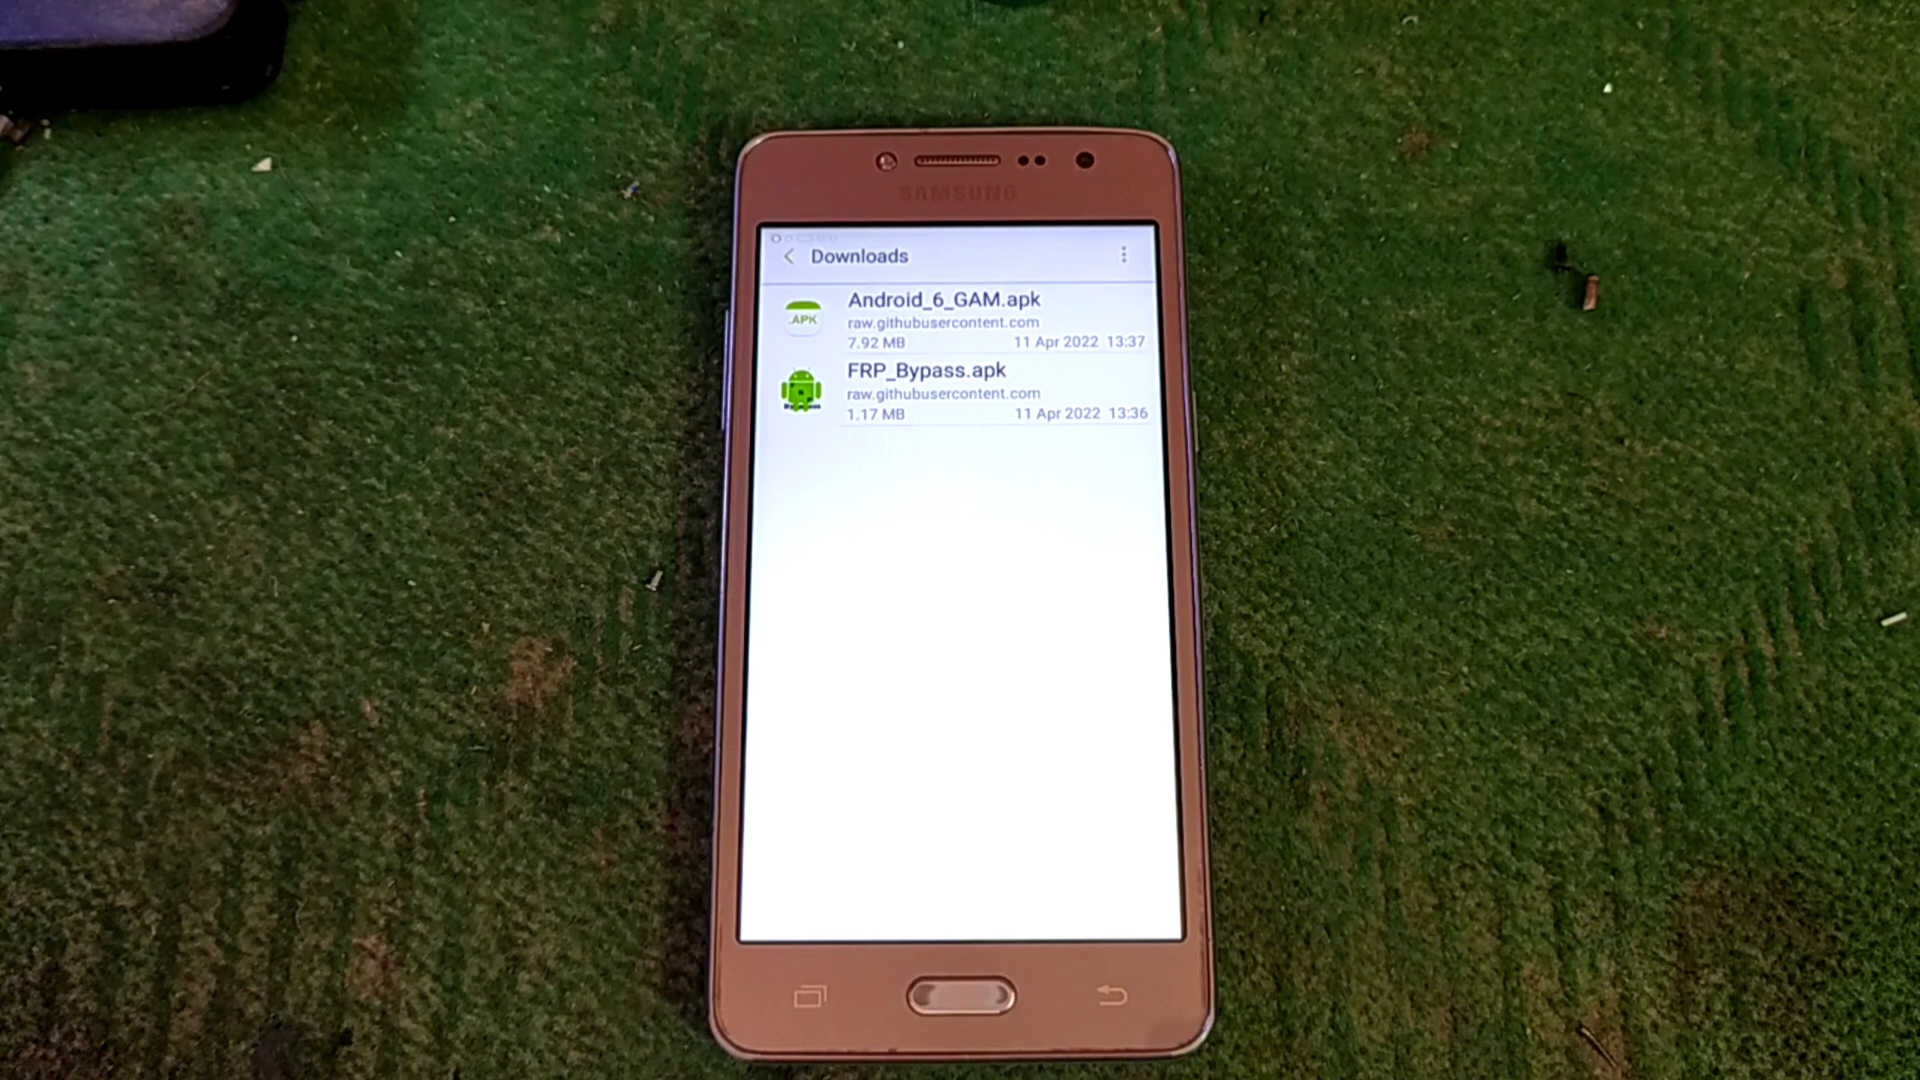 SAMSUNG
Downloads
Android_6_GAM.apk
.APK
raw.githubusercontent.com
7.92 MB 11 Apr 2022 13:37
FRP_Bypass.apk
raw.githubusercontent.com
1.17 MB 11 Apr 2022 13:36